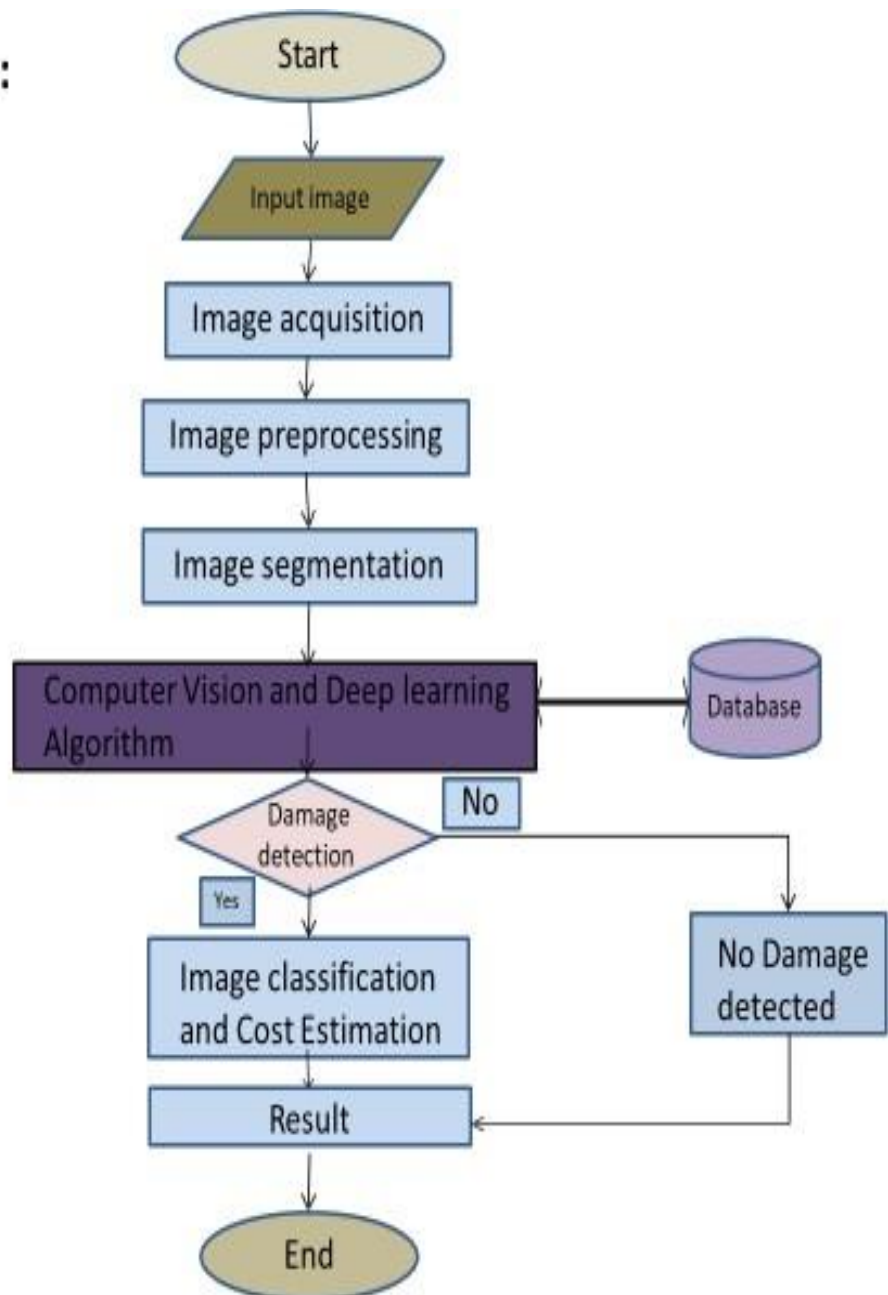 :
Start
Input image
Image acquisition
Image preprocessing
Image segmentation
Computer Vision and Deep learning
Algorithm
Database
No
Damage
detection
Yes
Image classification
and Cost Estimation
No Damage
detected
Result
End